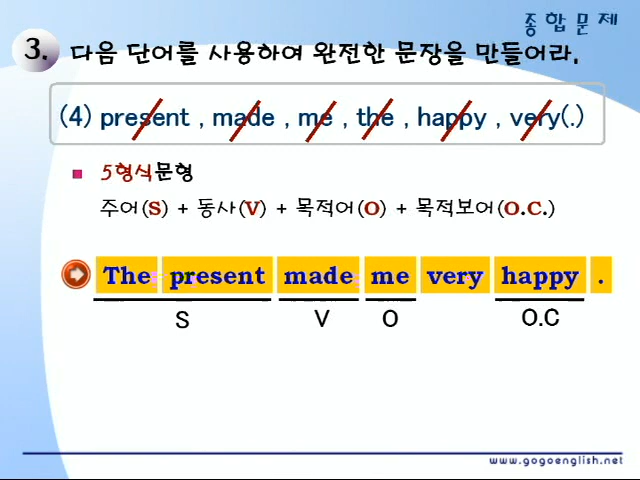 종합문제
3. 다음 단어를 사용하여 완전한 문장을 만들어라.
(4) present , made , me , the , happy , very(.)
5형식문형
주어(S) + 동사(V) + 목적어(O) + 목적보어(O.C.)
The present made me very happy .
S V O O.C
www.gogoenglish.net